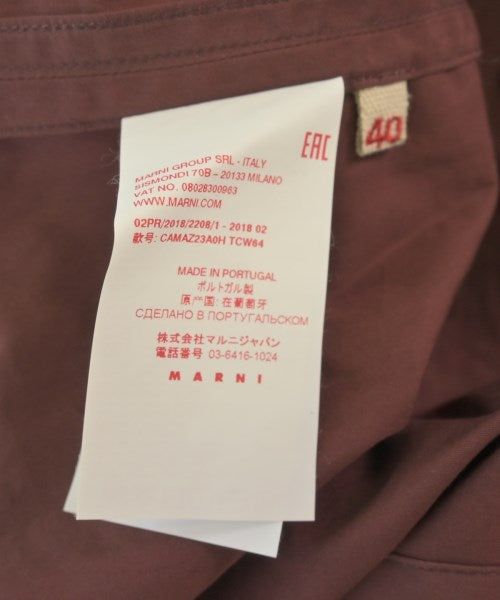 EAC
40
MARNI GROUP SRL - ITALY
SISMONDI 70B - 20133 MILANO
VAT NO. 08028300963
WWW.MARNI.COM
02PR/2018/2208/1 - 2018 02
款号: CAMAZ23A0H TCW64
MADE IN PORTUGAL
ポルトガル製
原产国: 在葡萄牙
СДЕЛАНО В ПОРТУГАЛЬСКОМ
株式会社マルニジャパン
電話番号 03-6416-1024
MARNI